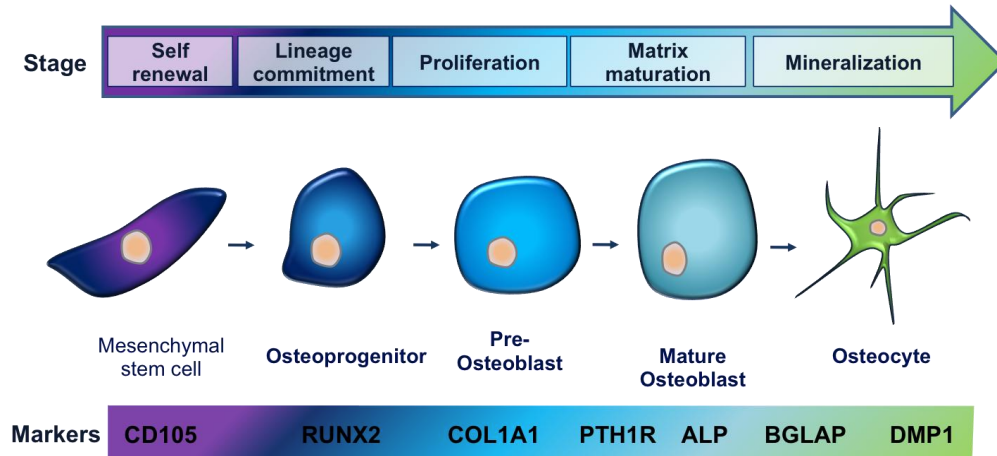 Stage
Self
renewal
Lineage
commitment
Proliferation
Matrix
maturation
Mineralization
Mesenchymal
stem cell
Osteoprogenitor
Pre-
Osteoblast
Mature
Osteoblast
Osteocyte
Markers
CD105
RUNX2
COL1A1
PTH1R
ALP
BGLAP
DMP1